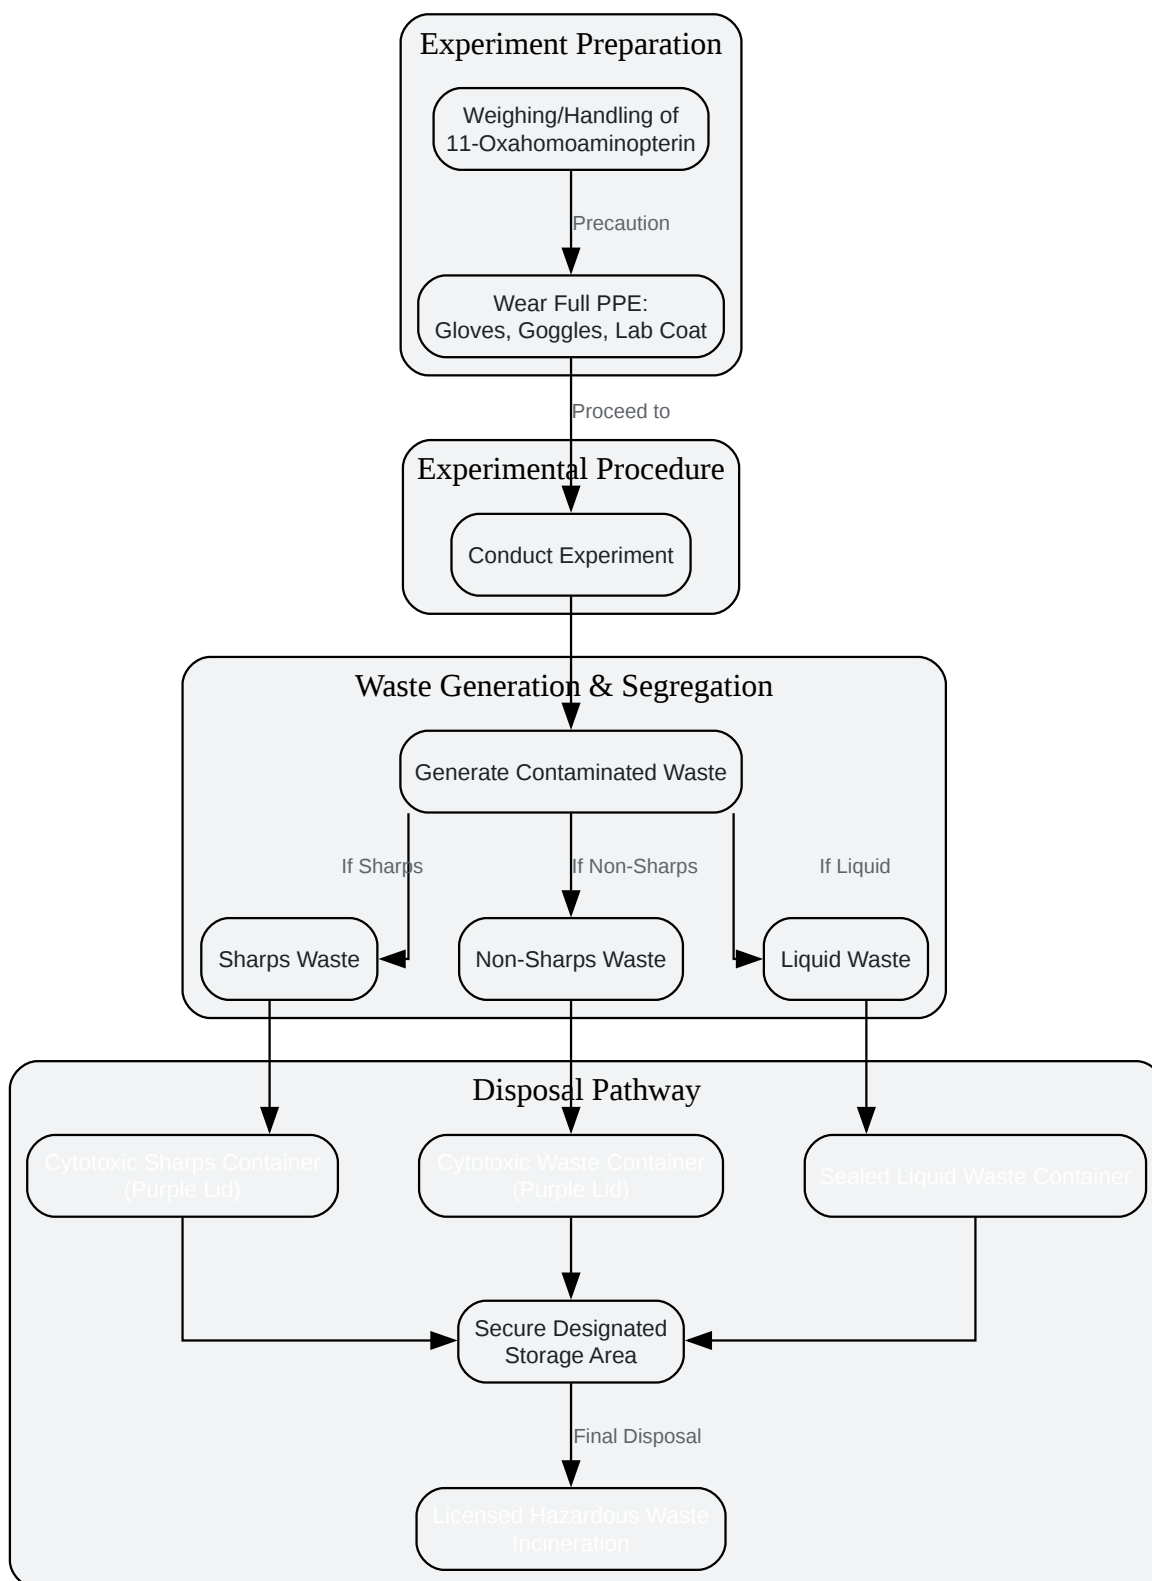 Experiment Preparation
Weighing/Handling of
11-Oxahomoaminopterin
Precaution
Wear Full PPE:
Gloves, Goggles, Lab Coat
Proceed to
Experimental Procedure
Conduct Experiment
Waste Generation & Segregation
Generate Contaminated Waste
If Sharps
If Non-Sharps
If Liquid
Sharps Waste
Non-Sharps Waste
Liquid Waste
Disposal Pathway
Cytotoxic Sharps Container
(Purple Lid)
Cytotoxic Waste Container
(Purple Lid)
Sealed Liquid Waste Container
Secure Designated
Storage Area
Final Disposal
Licensed Hazardous Waste
Incineration